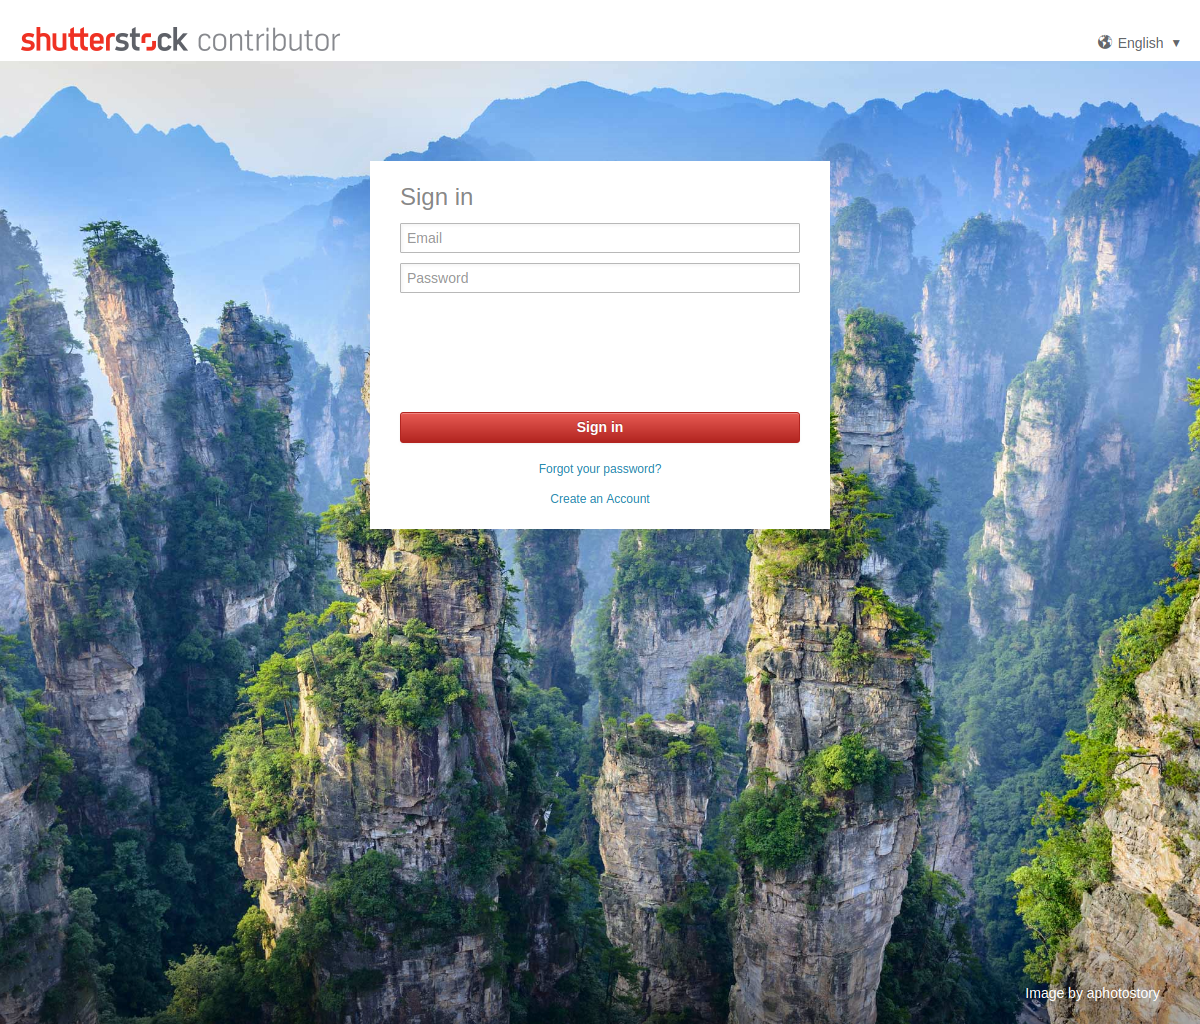 shutterstock contributor
English ▼
Sign in
Email
Password
Sign in
Forgot your password?
Create an Account
Image by aphotostory